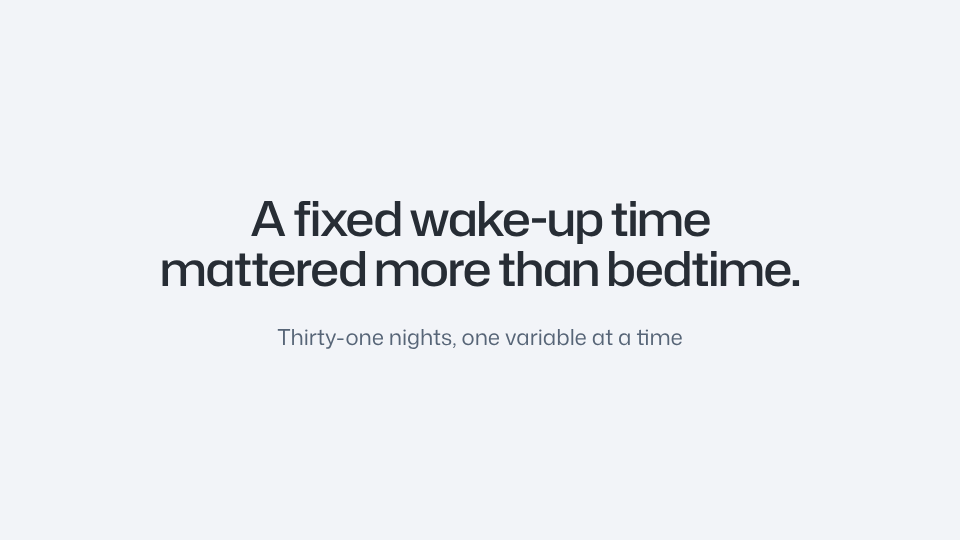 A fixed wake-up time
mattered more than bedtime.
Thirty-one nights, one variable at a time